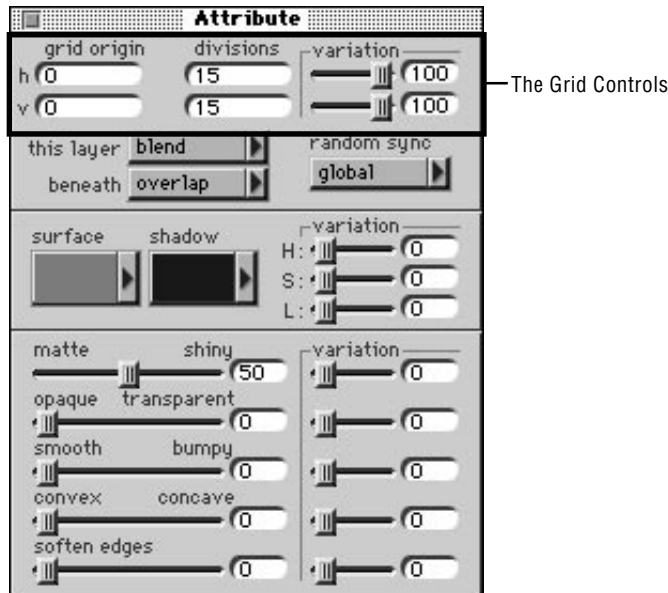 Attribute
grid origin divisions variation
h 0 15 100
v 0 15 100
The Grid Controls
this layer blend random sync
beneath overlap global
surface shadow variation
H: 0
S: 0
L: 0
matte shiny variation
50 0
opaque transparent
0 0
smooth bumpy
0 0
convex concave
0 0
soften edges
0 0